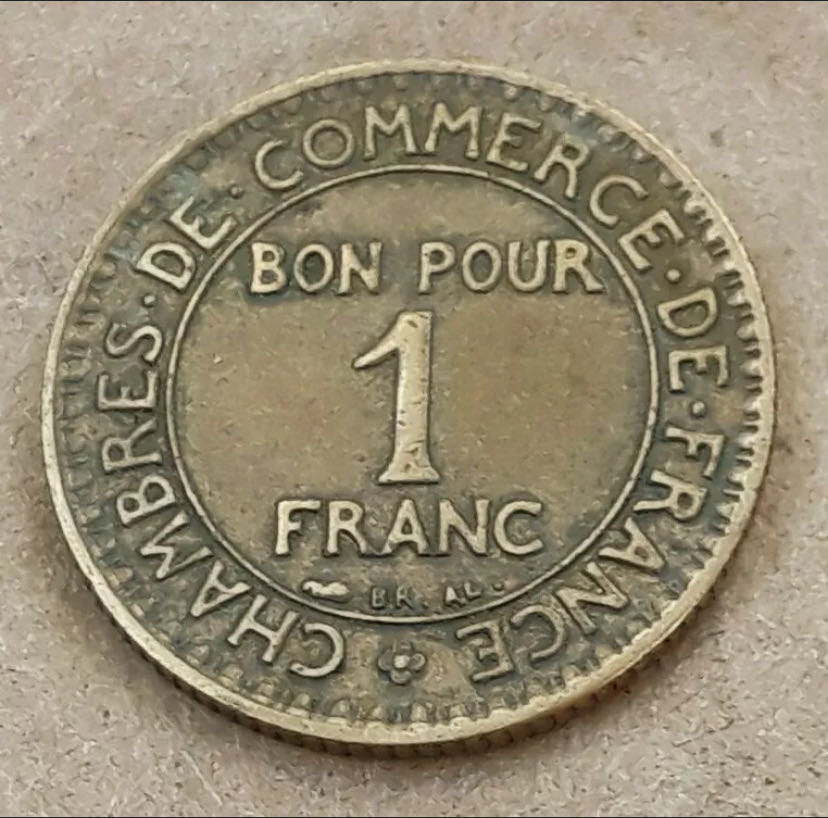 CHAMBRES·DE·COMMERCE·DE·FRANCE
BON POUR
1
FRANC
BR. AL.